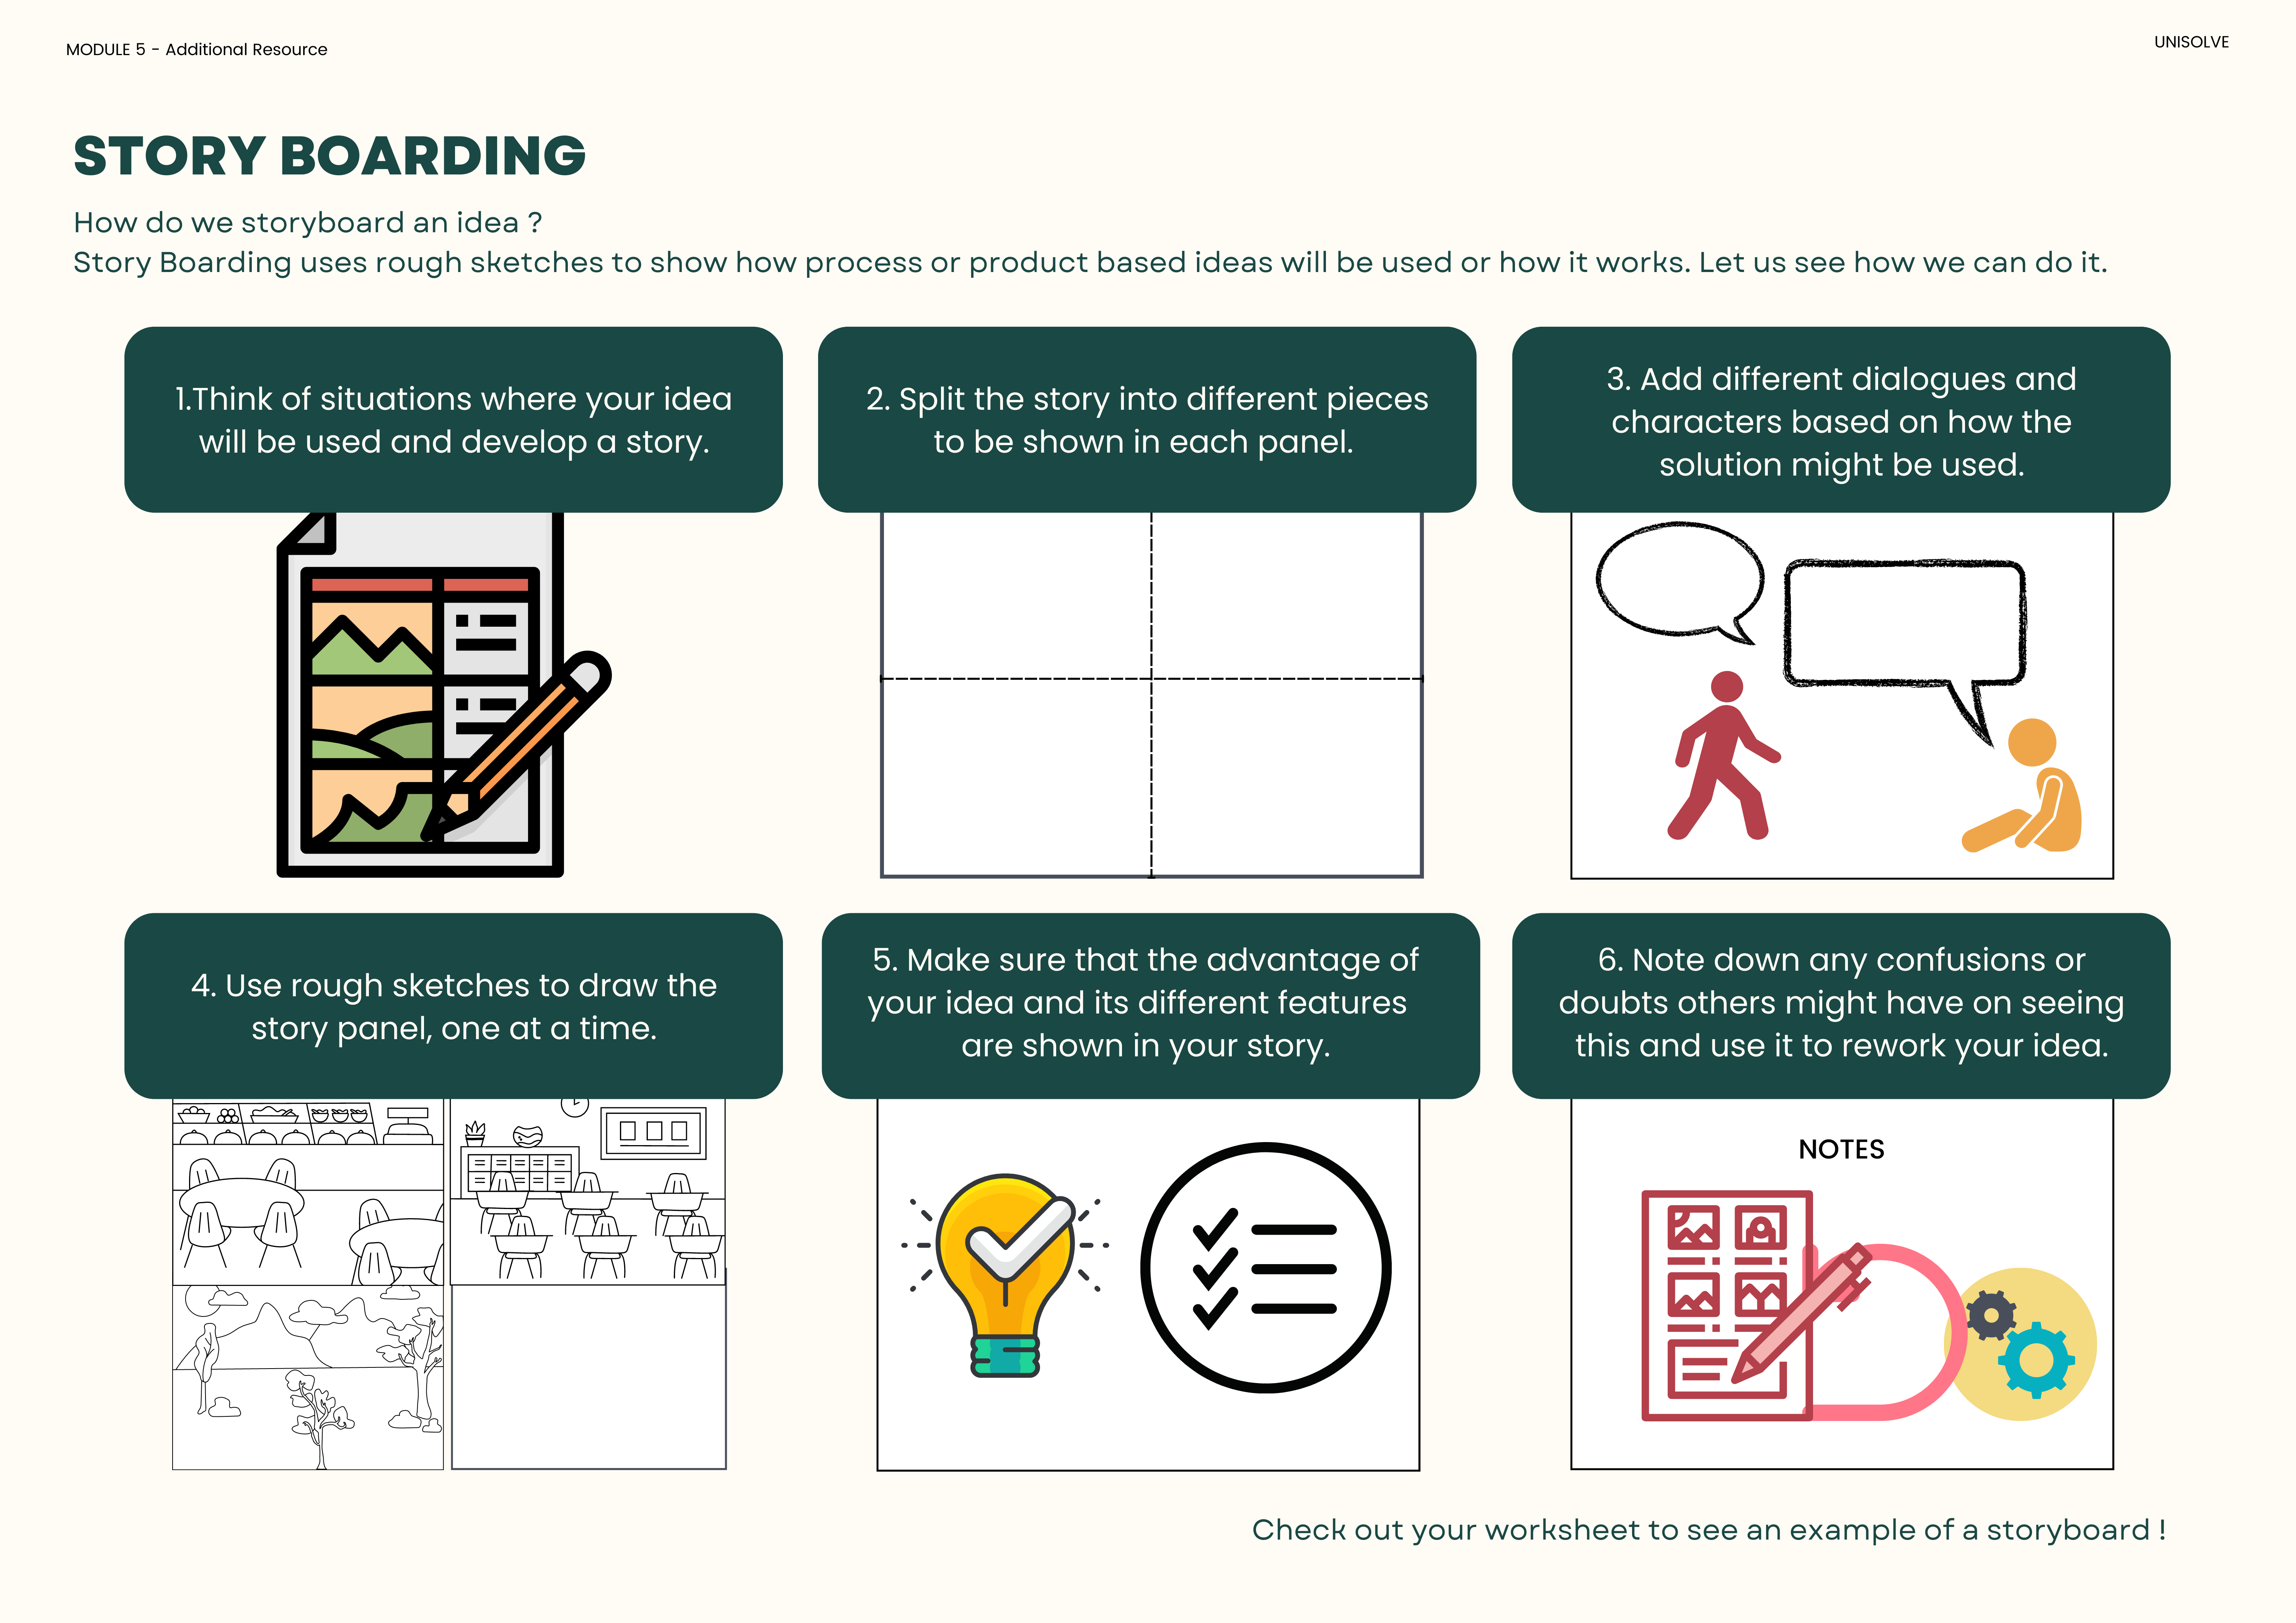 MODULE 5 - Additional Resource
UNISOLVE
STORY BOARDING
How do we storyboard an idea ?
Story Boarding uses rough sketches to show how process or product based ideas will be used or how it works. Let us see how we can do it.
1.Think of situations where your idea
will be used and develop a story.
2. Split the story into different pieces
to be shown in each panel.
3. Add different dialogues and
characters based on how the
solution might be used.
4. Use rough sketches to draw the
story panel, one at a time.
5. Make sure that the advantage of
your idea and its different features
are shown in your story.
6. Note down any confusions or
doubts others might have on seeing
this and use it to rework your idea.
NOTES
Check out your worksheet to see an example of a storyboard !